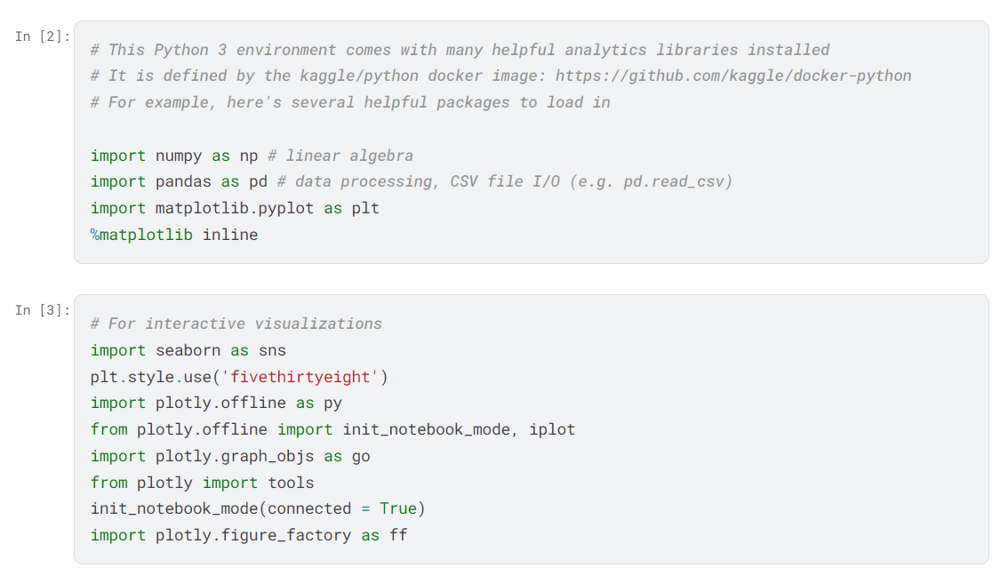 In [2]:
# This Python 3 environment comes with many helpful analytics libraries installed
# It is defined by the kaggle/python docker image: https://github.com/kaggle/docker-python
# For example, here's several helpful packages to load in
import numpy as np # linear algebra
import pandas as pd # data processing, CSV file I/O (e.g. pd.read_csv)
import matplotlib.pyplot as plt
%matplotlib inline
In [3]:
# For interactive visualizations
import seaborn as sns
plt.style.use('fivethirtyeight')
import plotly.offline as py
from plotly.offline import init_notebook_mode, iplot
import plotly.graph_objs as go
from plotly import tools
init_notebook_mode(connected = True)
import plotly.figure_factory as ff